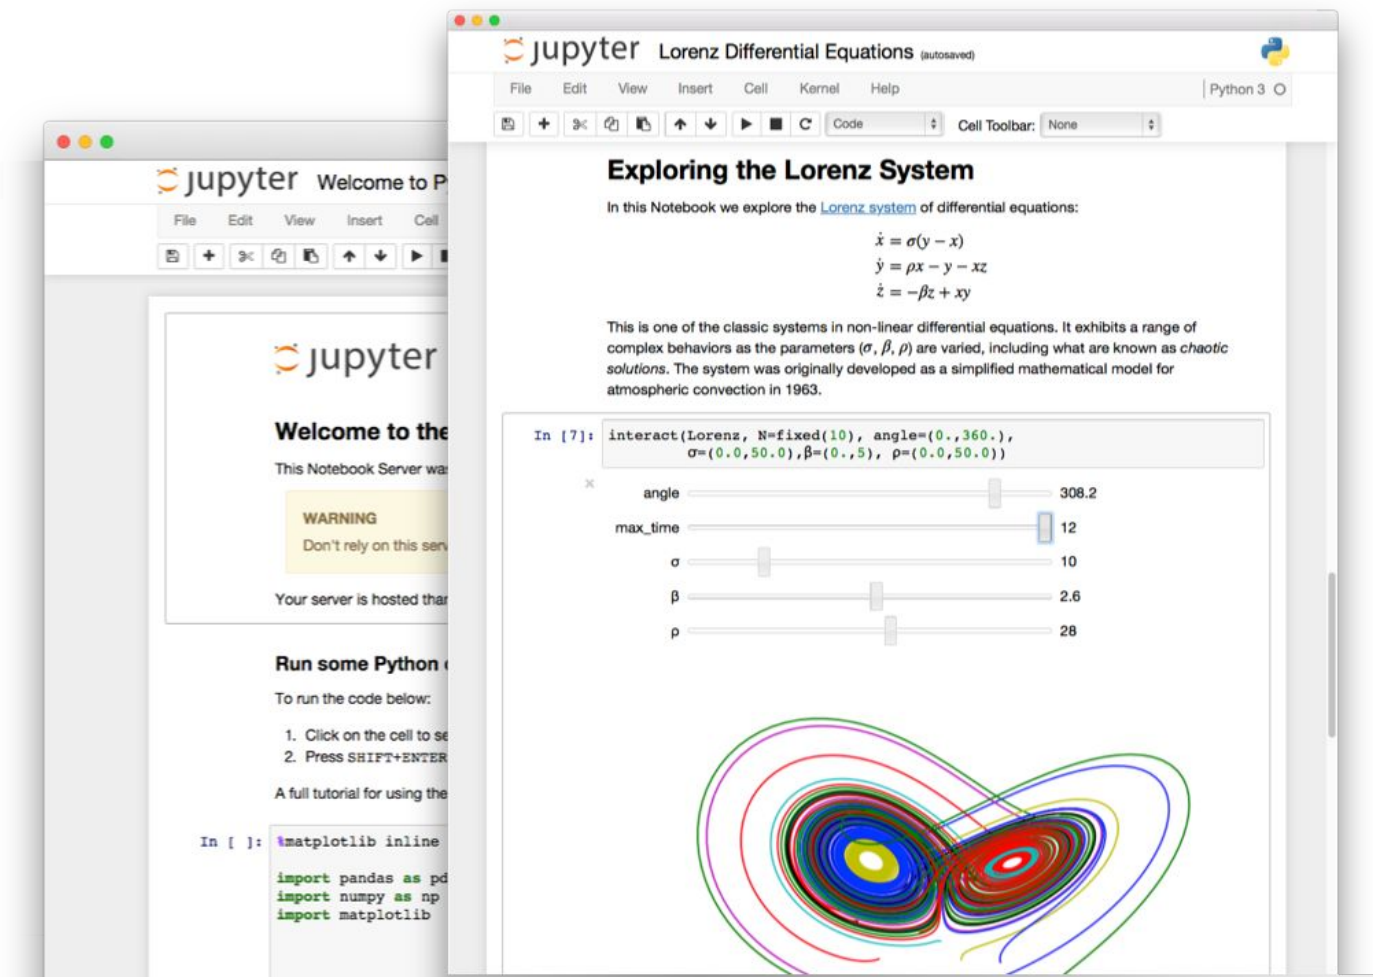 jupyter Lorenz Differential Equations (autosaved)
File Edit View Insert Cell Kernel Help Python 3
Code Cell Toolbar: None
Exploring the Lorenz System
In this Notebook we explore the Lorenz system of differential equations:
ẋ = σ(y − x)
ẏ = ρx − y − xz
ż = −βz + xy
This is one of the classic systems in non-linear differential equations. It exhibits a range of
complex behaviors as the parameters (σ, β, ρ) are varied, including what are known as chaotic
solutions. The system was originally developed as a simplified mathematical model for
atmospheric convection in 1963.
In [7]: interact(Lorenz, N=fixed(10), angle=(0.,360.),
σ=(0.0,50.0),β=(0.,5), ρ=(0.0,50.0))
angle 308.2
max_time 12
σ 10
β 2.6
ρ 28
jupyter Welcome to P
File Edit View Insert Cell
jupyter
Welcome to the
This Notebook Server was
WARNING
Don't rely on this serv
Your server is hosted than
Run some Python
To run the code below:
1. Click on the cell to se
2. Press SHIFT+ENTER
A full tutorial for using the
In [ ]: %matplotlib inline
import pandas as pd
import numpy as np
import matplotlib